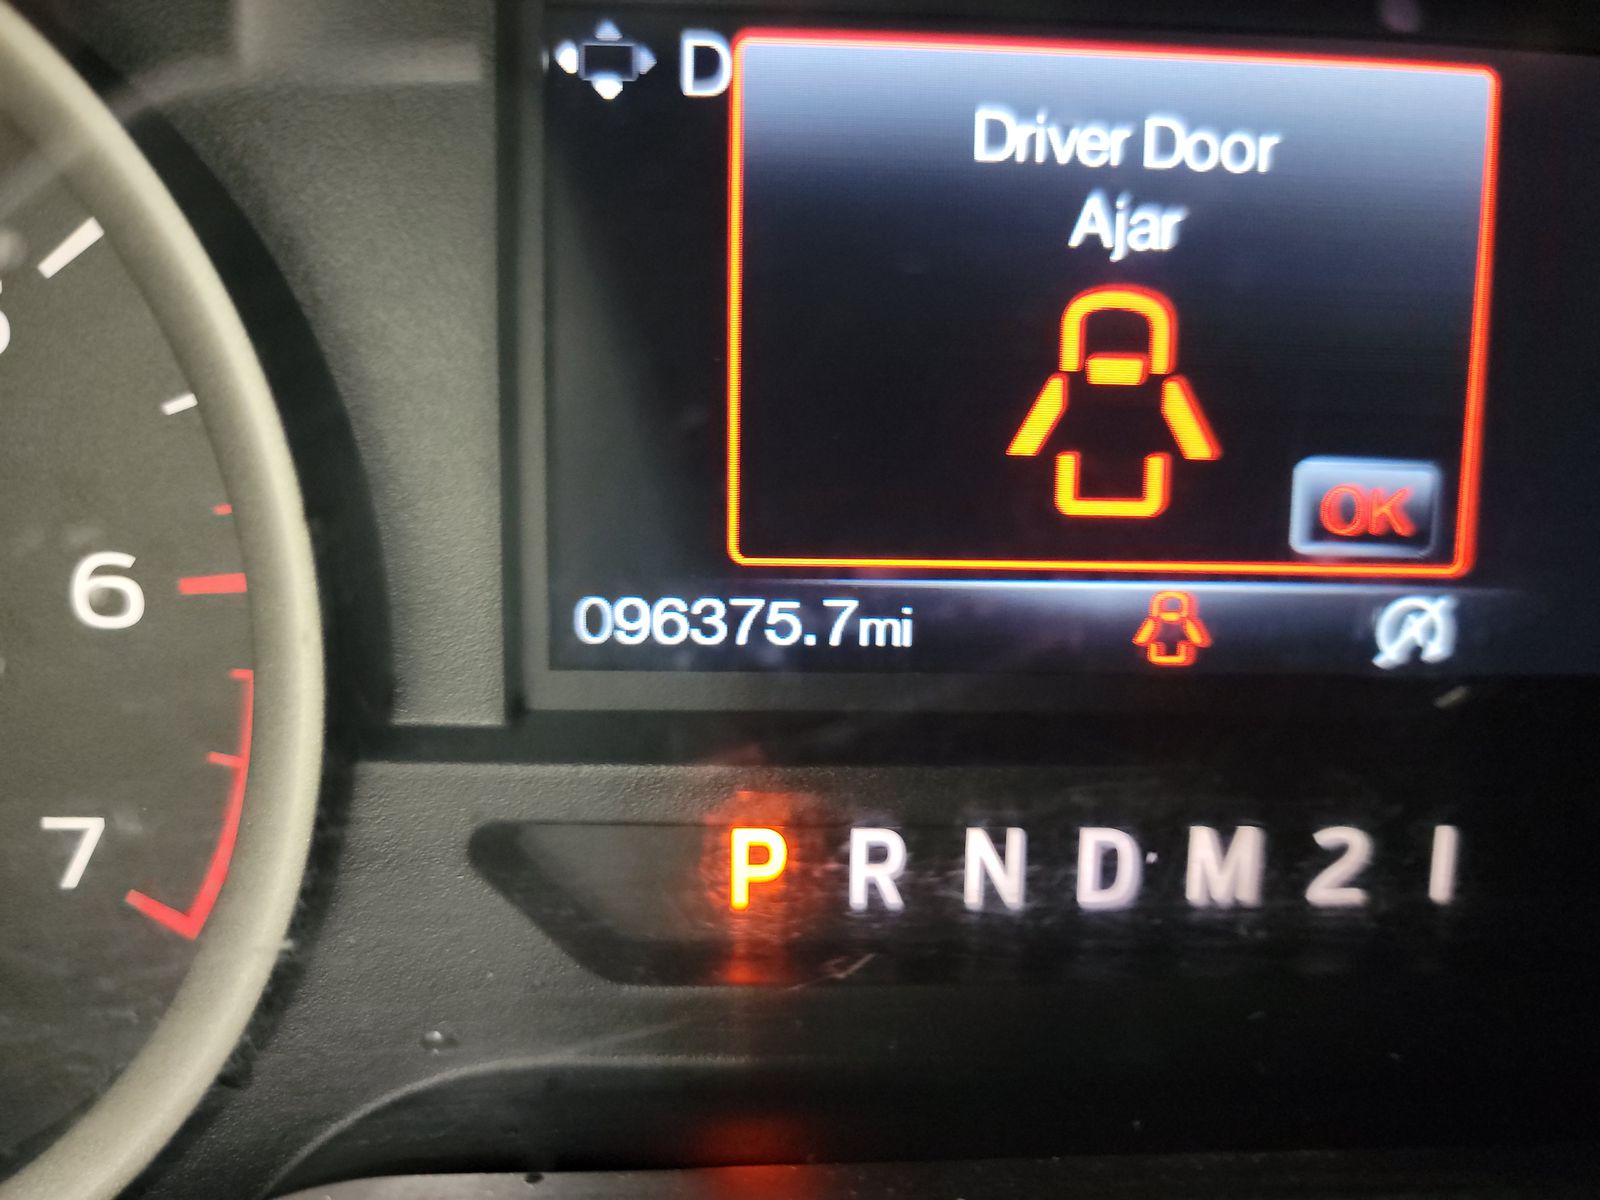 D
Driver Door
Ajar
OK
096375.7mi
6
7
P R N D M 2 1